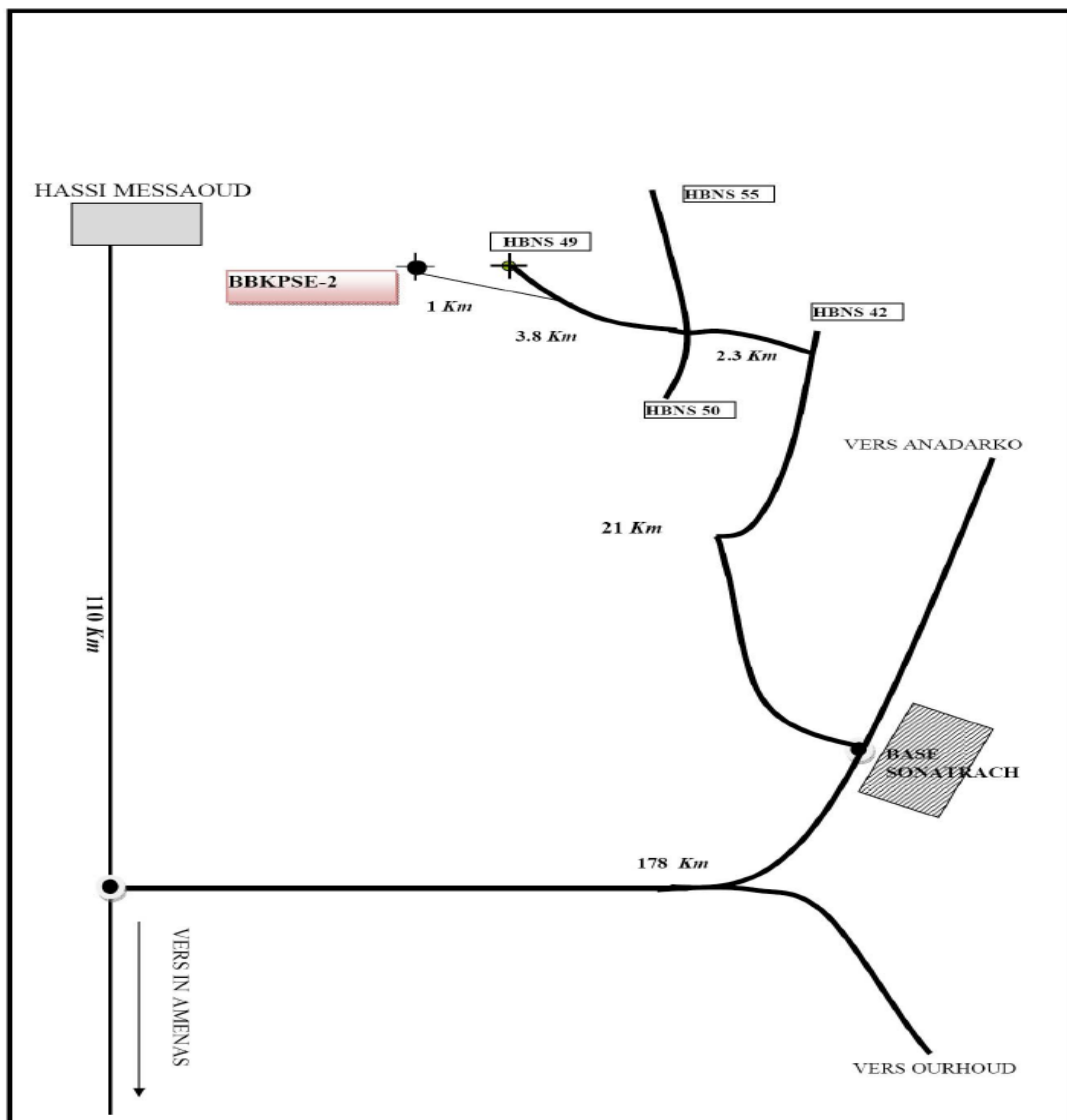 HASSI MESSAOUD
HBNS 55
HBNS 49
BBKPSE-2
1 Km
3.8 Km
HBNS 42
2.3 Km
HBNS 50
VERS ANADARKO
21 Km
110 Km
BASE
SONATRACH
178 Km
VERS IN AMENAS
VERS OURHOUD